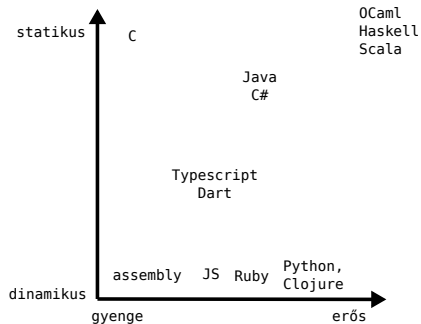 OCaml
Haskell
Scala
statikus
C
Java
C#
Typescript
Dart
assembly
JS
Ruby
Python,
Clojure
dinamikus
gyenge
erős